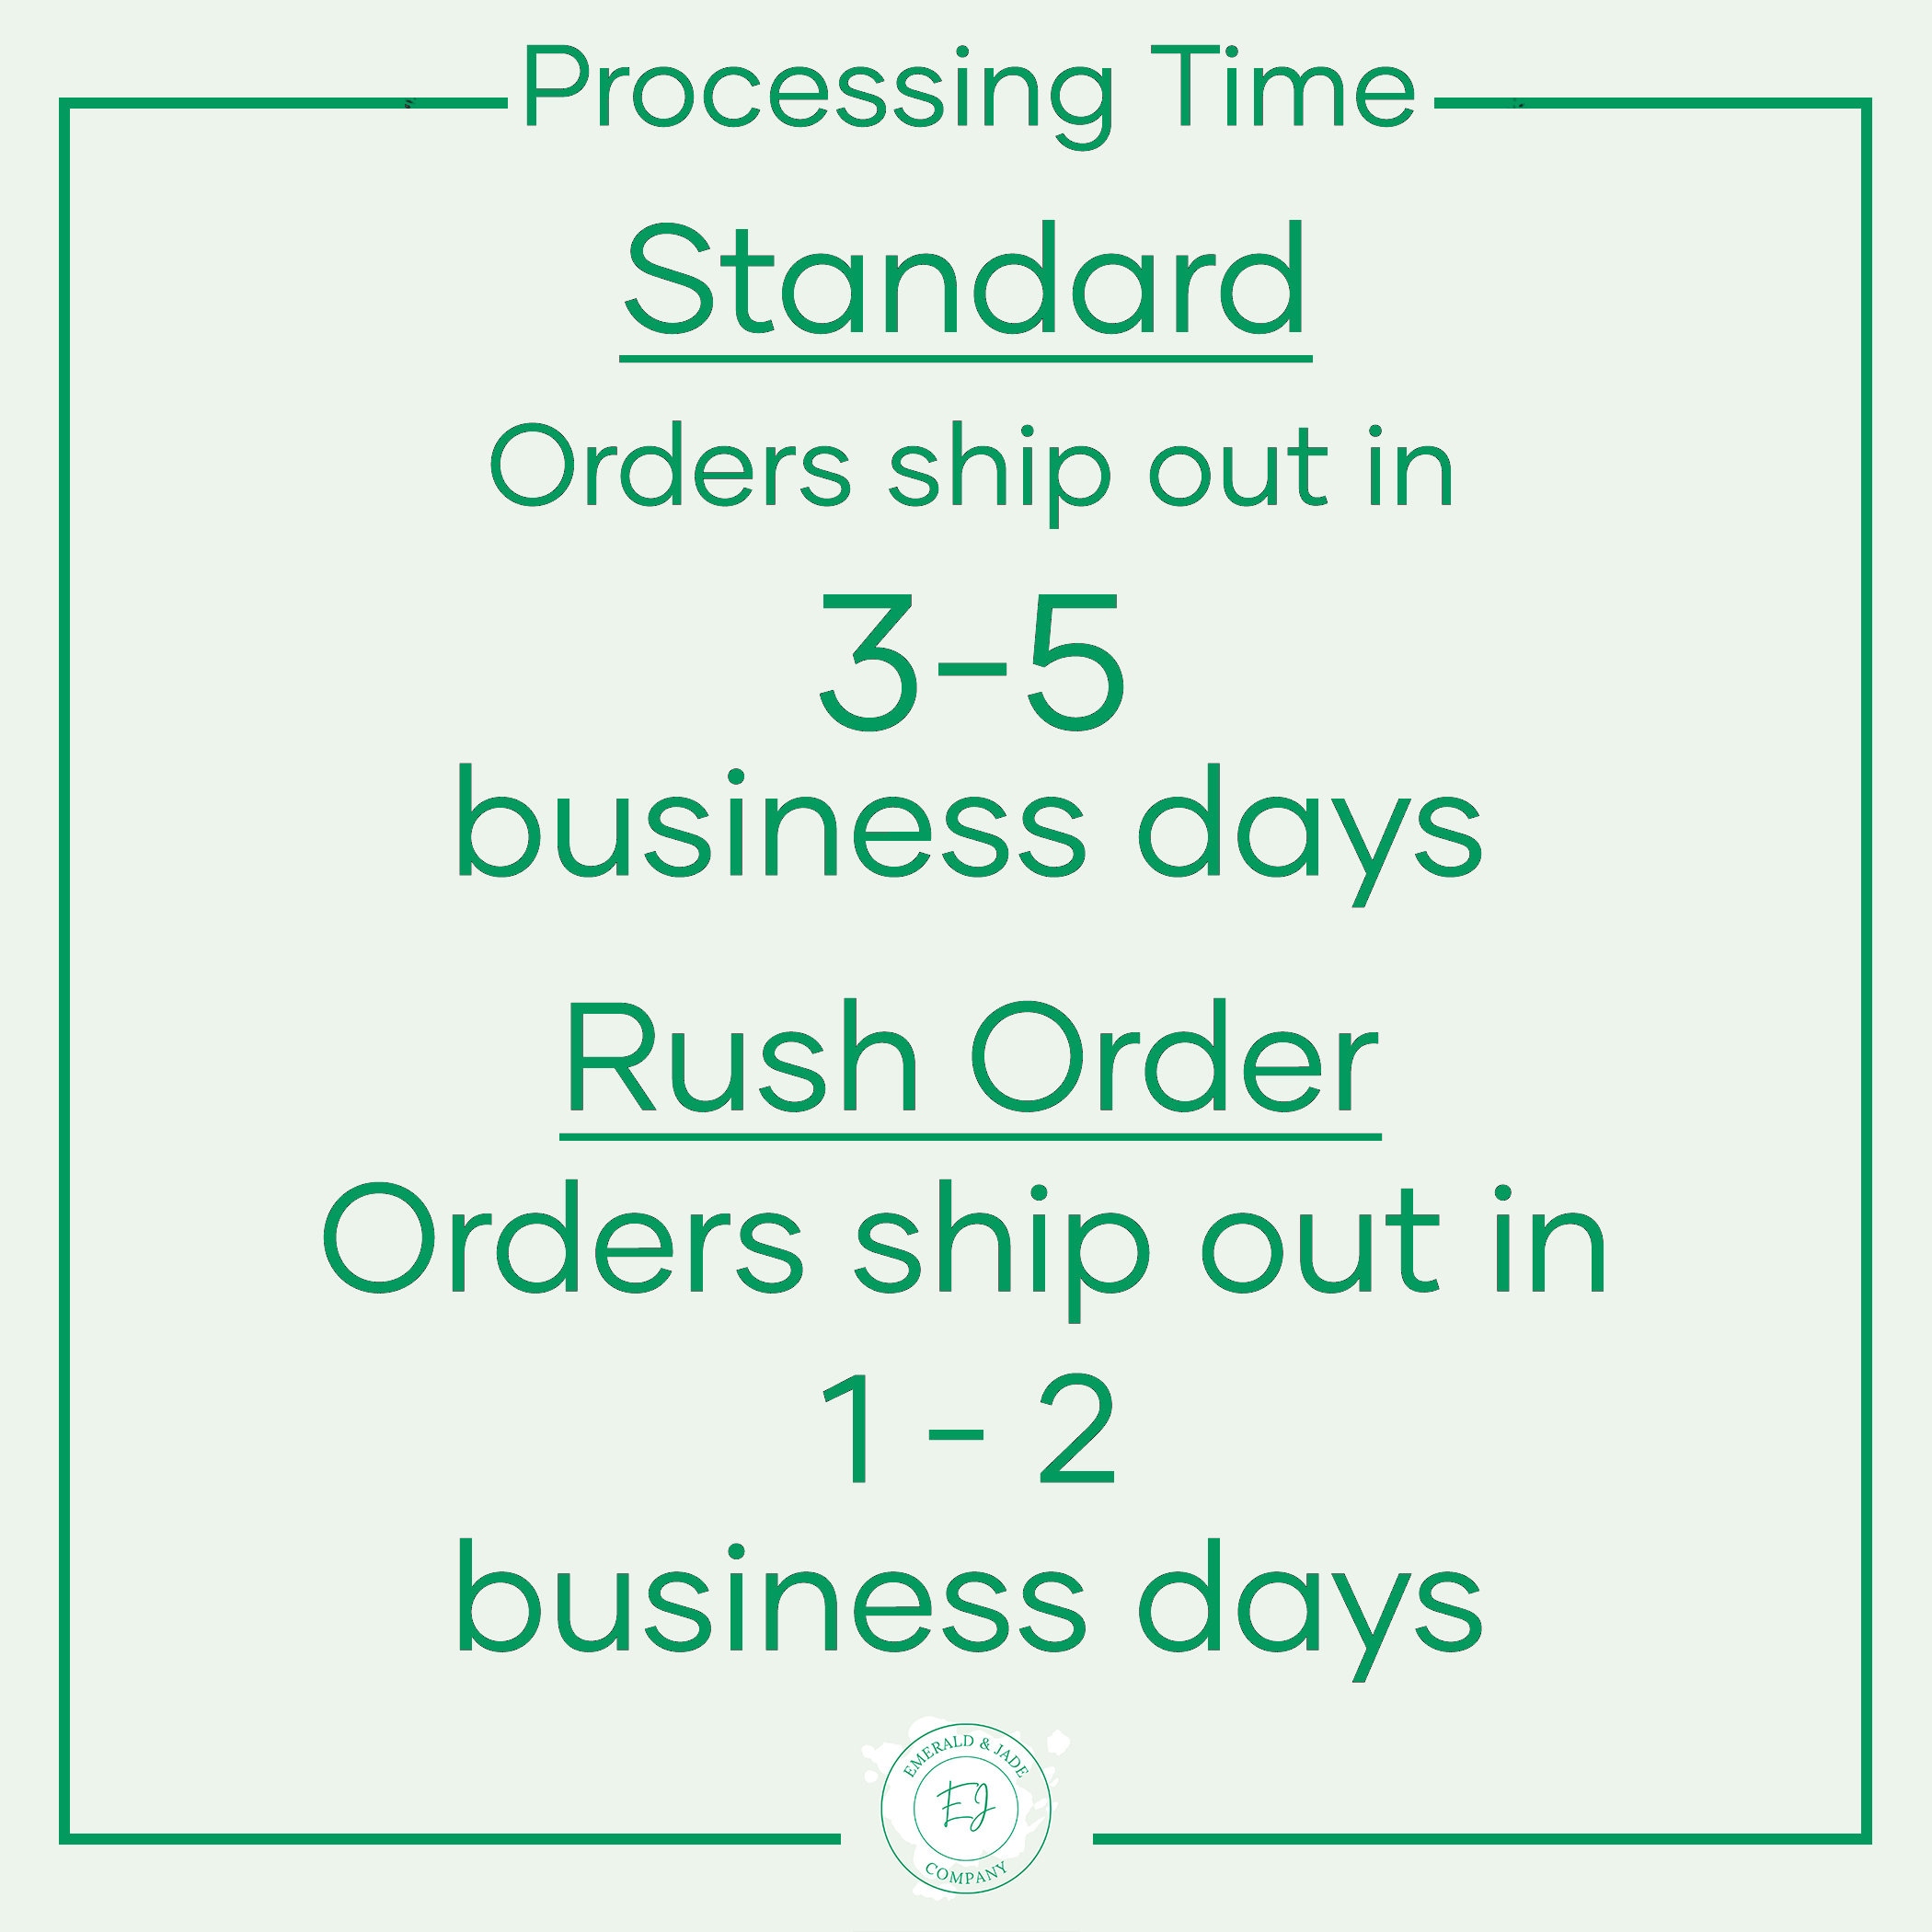 Processing Time
Standard
Orders ship out in
3-5
business days
Rush Order
Orders ship out in
1 - 2
business days
EMERALD & JADE
EJ
COMPANY